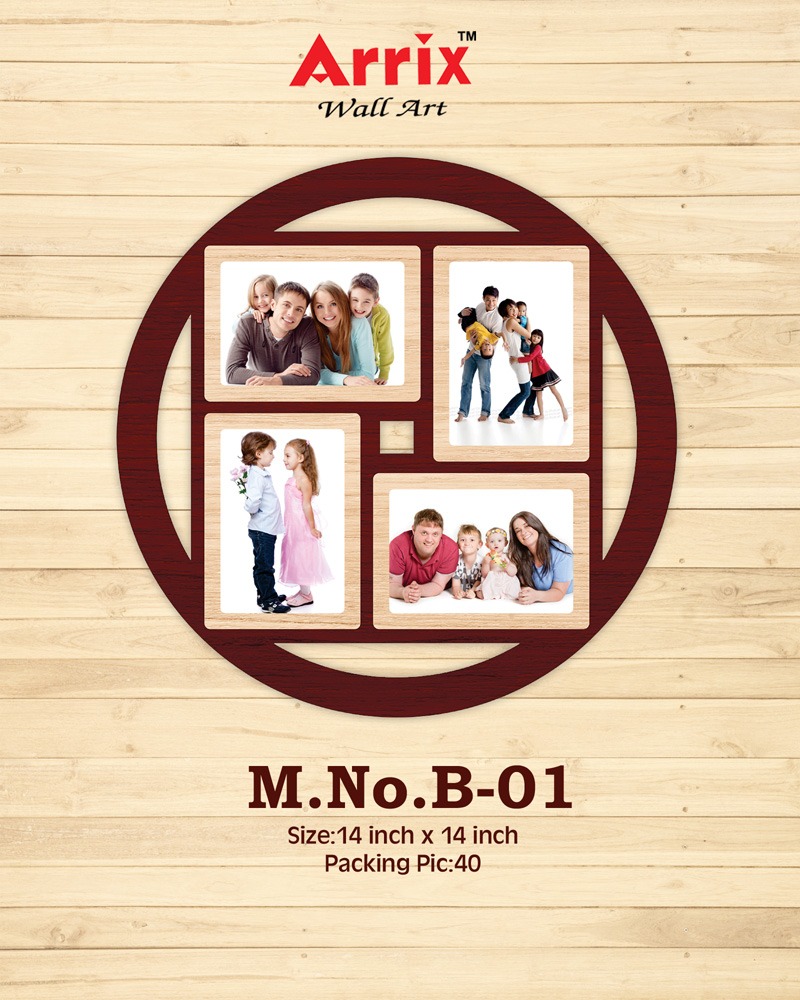 Arrix™
Wall Art
M.No.B-01
Size:14 inch x 14 inch
Packing Pic:40